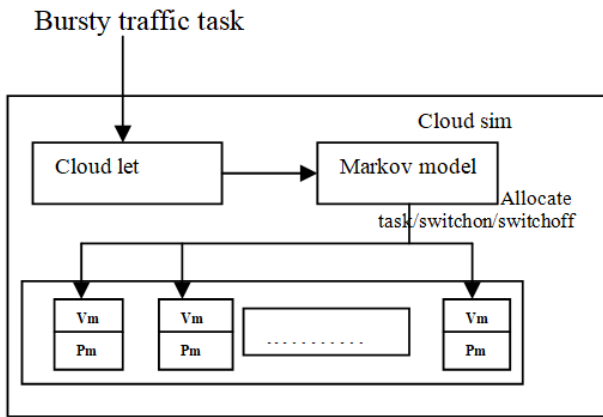 Bursty traffic task
Cloud sim
Cloud let
Markov model
Allocate
task/switchon/switchoff
Vm
Vm
Vm
Pm
Pm
...........
Pm